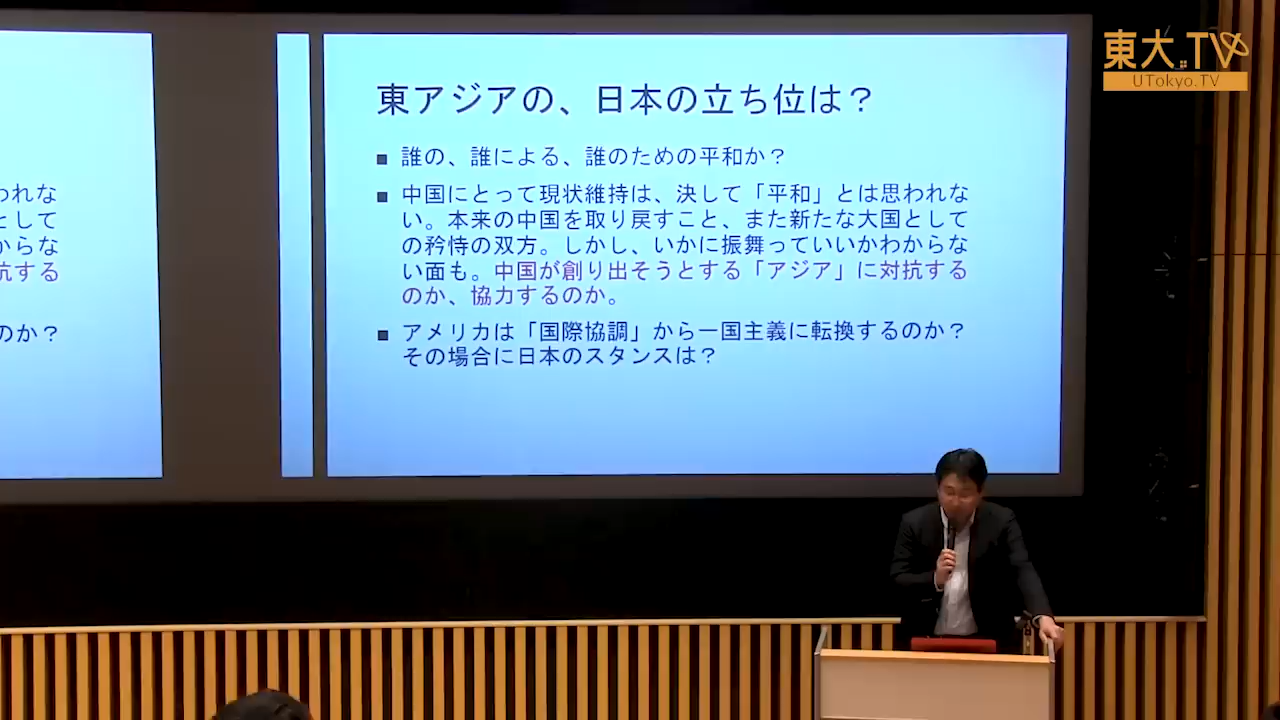 東大TV
UTokyo.TV
東アジアの、日本の立ち位は？
誰の、誰による、誰のための平和か？
中国にとって現状維持は、決して「平和」とは思われな
い。本来の中国を取り戻すこと、また新たな大国として
の矜恃の双方。しかし、いかに振舞っていいかわからな
い面も。中国が創り出そうとする「アジア」に対抗する
のか、協力するのか。
アメリカは「国際協調」から一国主義に転換するのか？
その場合に日本のスタンスは？
われな
として
からな
抗する
のか？